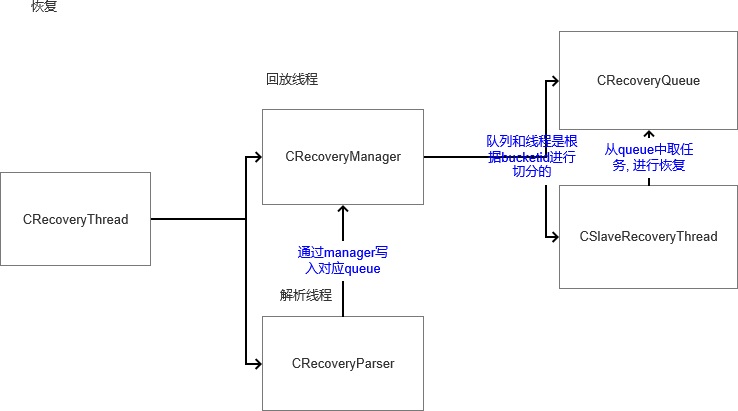 恢复
回放线程
CRecoveryQueue
CRecoveryManager
队列和线程是根
据bucketid进行
切分的
从queue中取任
务, 进行恢复
CRecoveryThread
CSlaveRecoveryThread
通过manager写
入对应queue
解析线程
CRecoveryParser